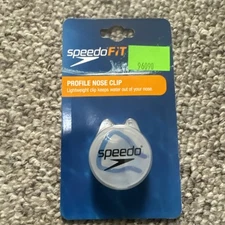 speedo FiT
PROFILE NOSE CLIP
Lightweight clip keeps water out of your nose
speedo